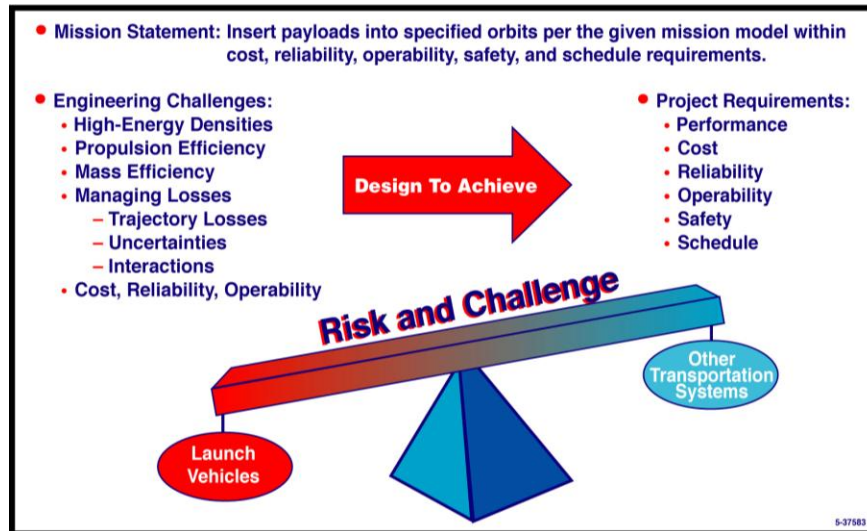 • Mission Statement: Insert payloads into specified orbits per the given mission model within
cost, reliability, operability, safety, and schedule requirements.
• Engineering Challenges:
• High-Energy Densities
• Propulsion Efficiency
• Mass Efficiency
• Managing Losses
– Trajectory Losses
– Uncertainties
– Interactions
• Cost, Reliability, Operability
Design To Achieve
• Project Requirements:
• Performance
• Cost
• Reliability
• Operability
• Safety
• Schedule
Risk and Challenge
Other
Transportation
Systems
Launch
Vehicles
5-37583